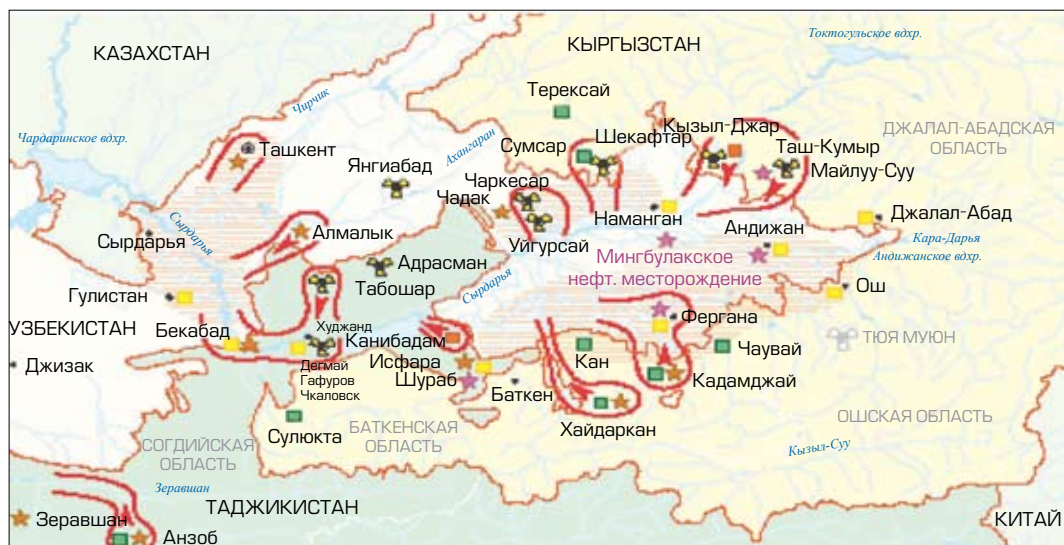 КАЗАХСТАН
КЫРГЫЗСТАН
Токтогульское вдхр.
Чирчик
Терексай
Чардаринское вдхр.
Ташкент
Ахангаран
Сумсар
Шекафтар
Кызыл-Джар
ДЖАЛАЛ-АБАДСКАЯ
ОБЛАСТЬ
Таш-Кумыр
Майлуу-Суу
Янгиабад
Чаркесар
Чадак
Наманган
Андижан
Джалал-Абад
Сырдарья
Сырдарья
Алмалык
Уйгурсай
Кара-Дарья
Андижанское вдхр.
Мингбулакское
нефт. месторождение
Адрасман
Табошар
Сырдарья
Гулистан
Ош
УЗБЕКИСТАН
Бекабад
Худжанд
Канибадам
Фергана
ТЮЯ МУЮН
Джизак
Дегмай
Гафуров
Чкаловск
Исфара
Шураб
Кан
Чаувай
Баткен
Кадамджай
Сулюкта
БАТКЕНСКАЯ
ОБЛАСТЬ
Хайдаркан
ОШСКАЯ ОБЛАСТЬ
СОГДИЙСКАЯ
ОБЛАСТЬ
Кызыл-Суу
Зеравшан
ТАДЖИКИСТАН
Зеравшан
Анзоб
КИТАЙ